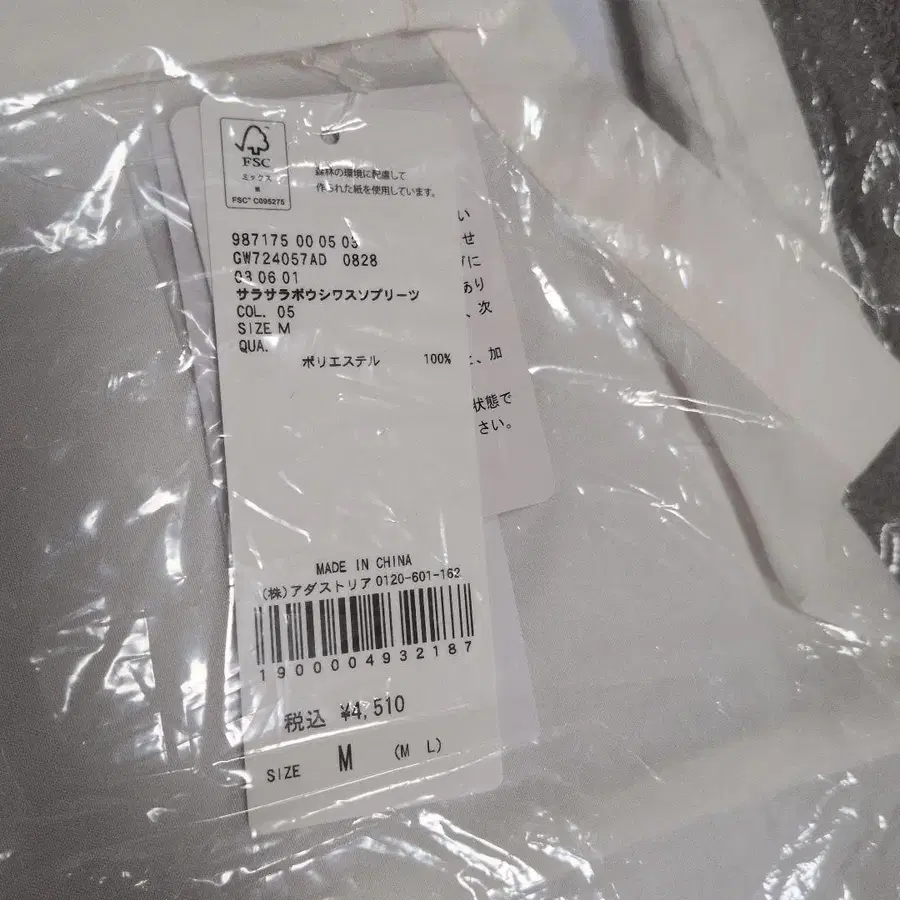 FSC
ミックス
紙
FSC® C095275
森林の環境に配慮して
作られた紙を使用しています。
987175 00 05 03
GW724057AD 0828
03 06 01
サラサラボウシワスソプリーツ
COL. 05
SIZE M
QUA.
ポリエステル 100%
い
せ
に
あり
、次
、加
状態で
さい。
MADE IN CHINA
(株)アダストリア 0120-601-162
1900004932187
税込 ¥4,510
SIZE M (M L)